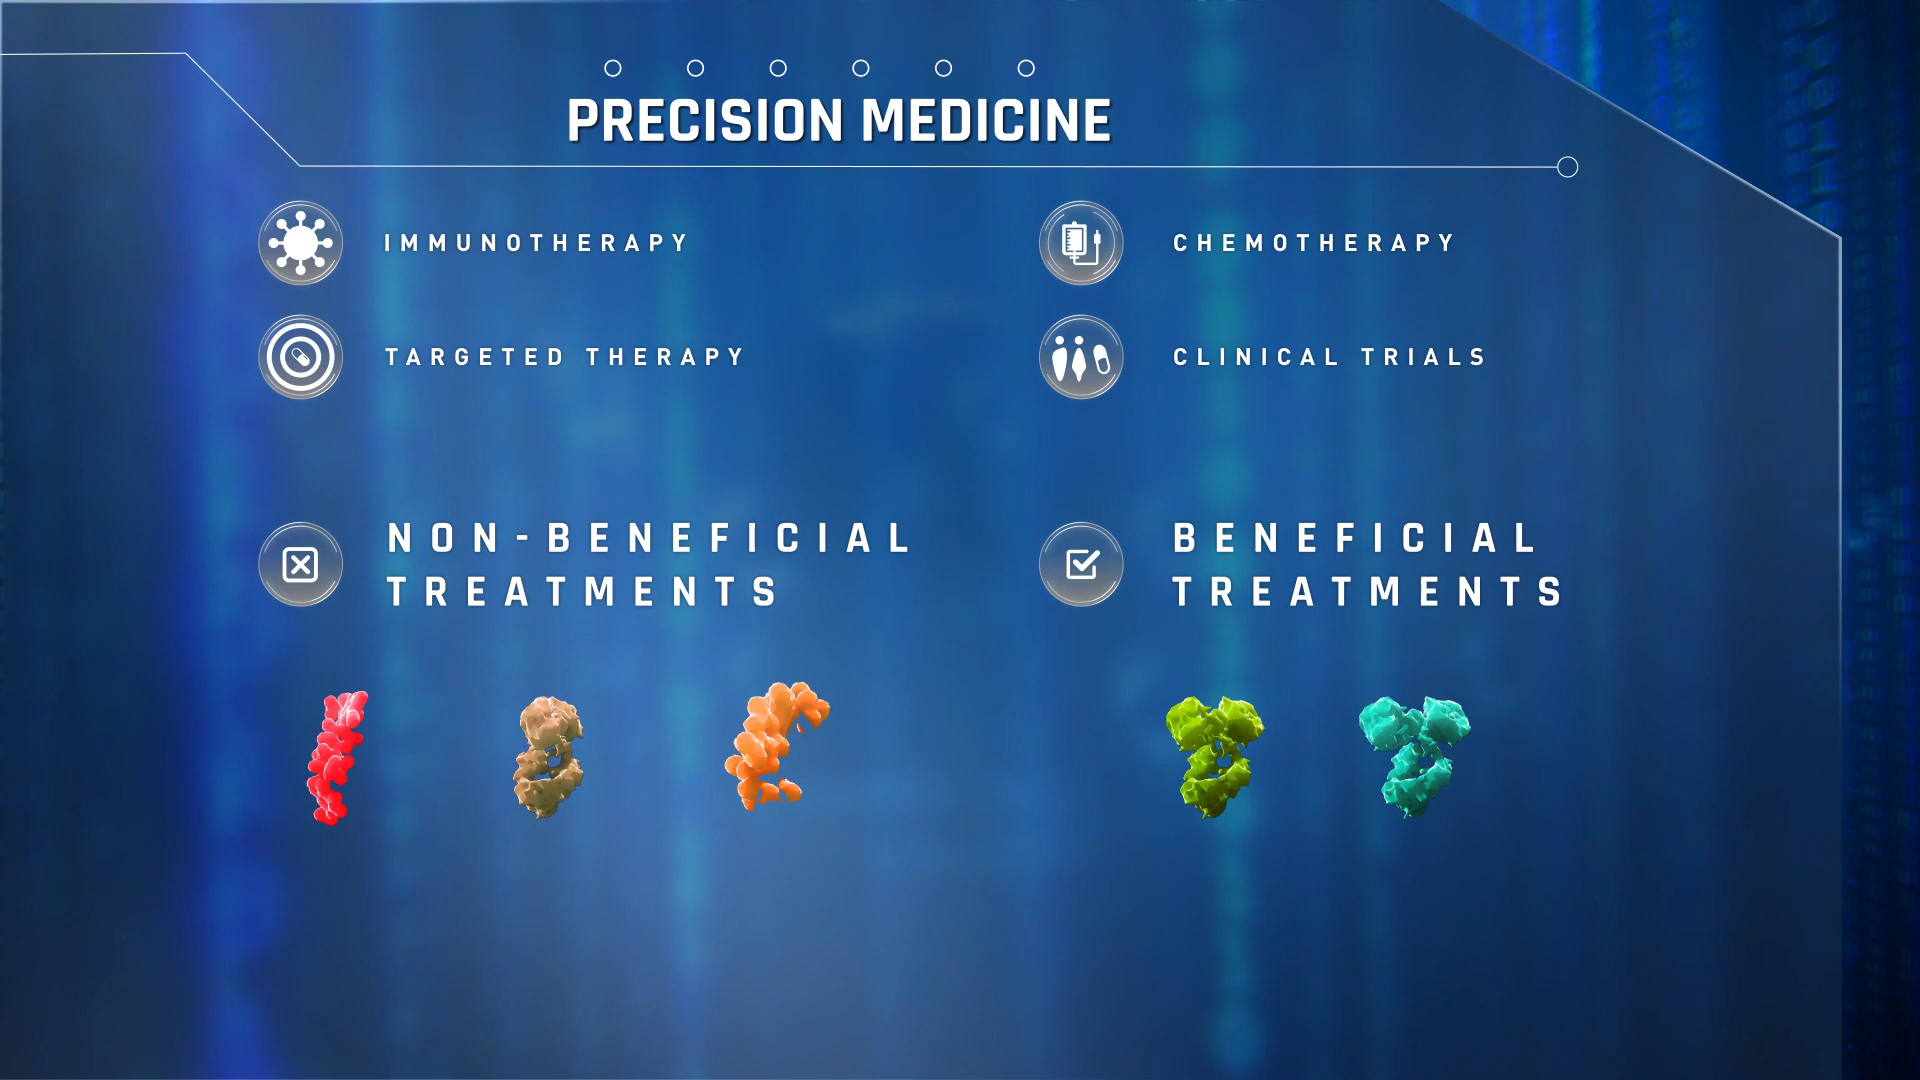 PRECISION MEDICINE
IMMUNOTHERAPY
CHEMOTHERAPY
TARGETED THERAPY
CLINICAL TRIALS
NON-BENEFICIAL
TREATMENTS
BENEFICIAL
TREATMENTS